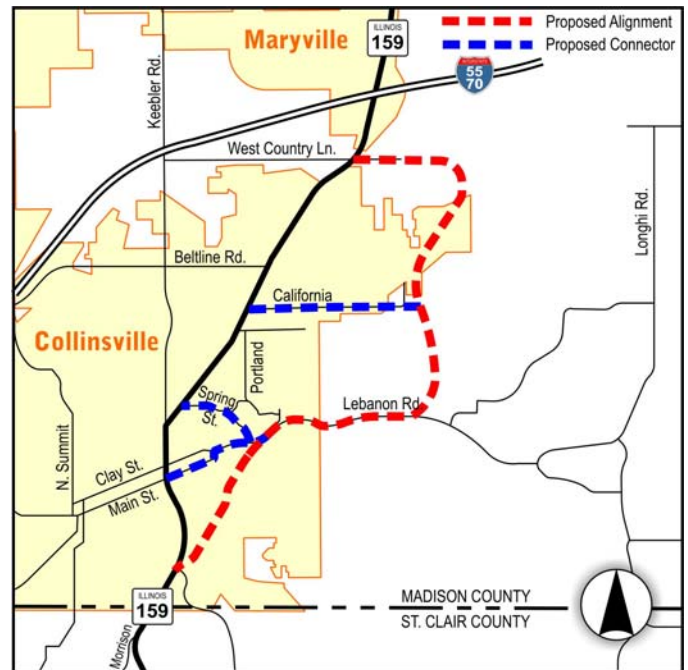 Maryville
ILLINOIS
159
Proposed Alignment
Proposed Connector
INTERSTATE
55
70
Keebler Rd.
West Country Ln.
Longhi Rd.
Beltline Rd.
California
Collinsville
Portland
Spring
St.
Lebanon Rd.
N. Summit
Clay St.
Main St.
ILLINOIS
159
MADISON COUNTY
ST. CLAIR COUNTY
Morrison